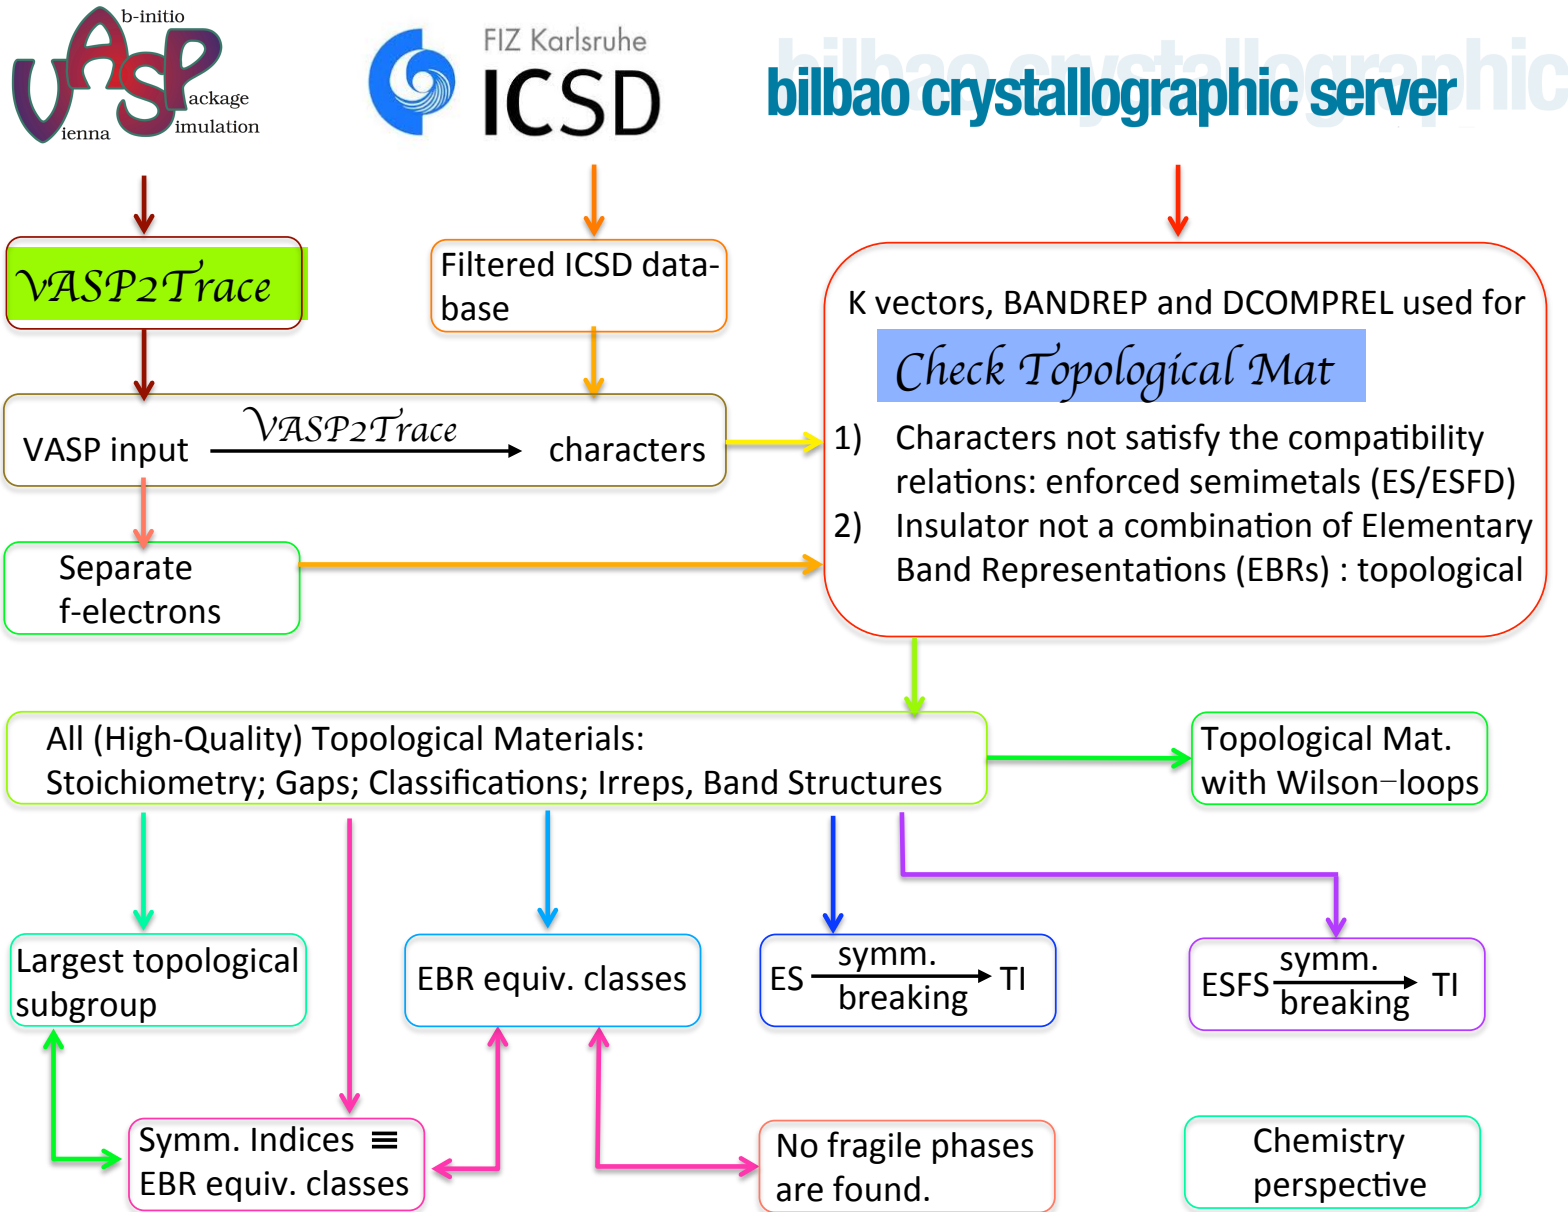 b-initio
VASP
ackage
ienna
imulation
FIZ Karlsruhe
ICSD
bilbao crystallographic
bilbao crystallographic server
VASP2Trace
Filtered ICSD data-
base
K vectors, BANDREP and DCOMPREL used for
Check Topological Mat
1) Characters not satisfy the compatibility
relations: enforced semimetals (ES/ESFD)
2) Insulator not a combination of Elementary
Band Representations (EBRs) : topological
VASP2Trace
VASP input characters
Separate
f-electrons
All (High-Quality) Topological Materials:
Stoichiometry; Gaps; Classifications; Irreps, Band Structures
Topological Mat.
with Wilson−loops
Largest topological
subgroup
EBR equiv. classes
symm.
ES TI
breaking
symm.
ESFS TI
breaking
Symm. Indices ≡
EBR equiv. classes
No fragile phases
are found.
Chemistry
perspective